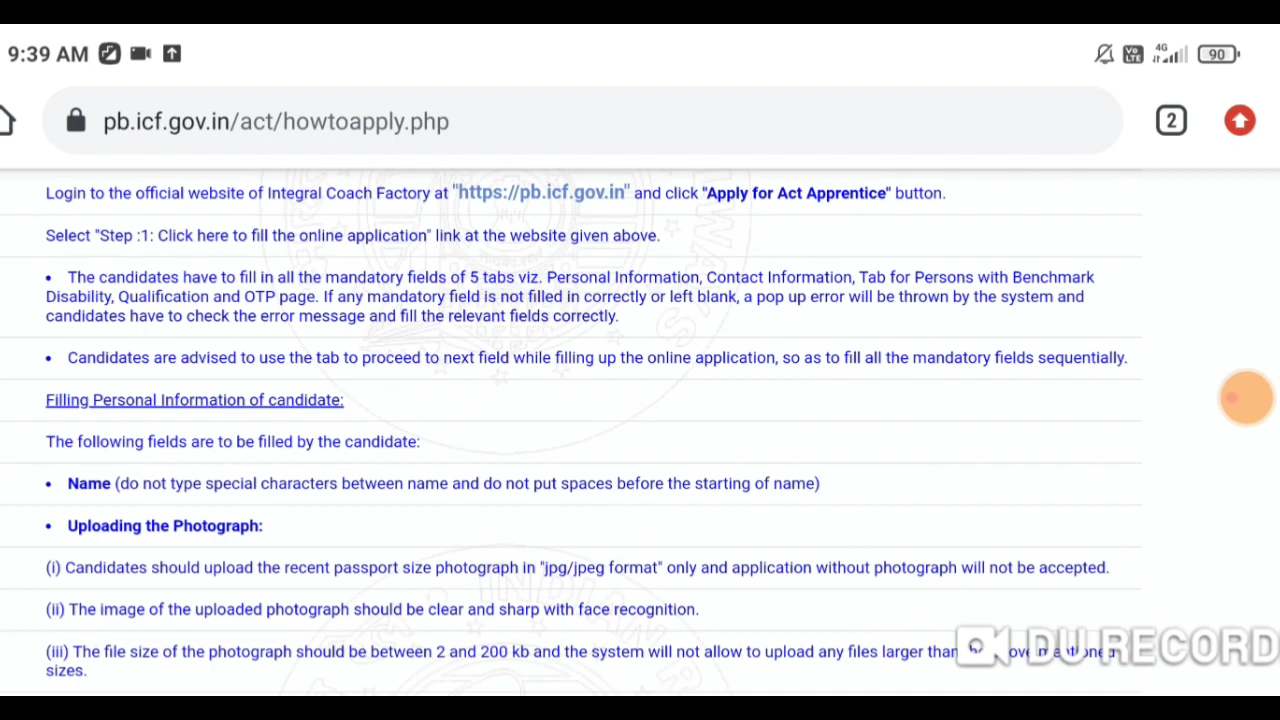 9:39 AM
Vo LTE 4G 90
pb.icf.gov.in/act/howtoapply.php
2
Login to the official website of Integral Coach Factory at "https://pb.icf.gov.in" and click "Apply for Act Apprentice" button.
Select "Step :1: Click here to fill the online application" link at the website given above.
• The candidates have to fill in all the mandatory fields of 5 tabs viz. Personal Information, Contact Information, Tab for Persons with Benchmark
Disability, Qualification and OTP page. If any mandatory field is not filled in correctly or left blank, a pop up error will be thrown by the system and
candidates have to check the error message and fill the relevant fields correctly.
• Candidates are advised to use the tab to proceed to next field while filling up the online application, so as to fill all the mandatory fields sequentially.
Filling Personal Information of candidate:
The following fields are to be filled by the candidate:
• Name (do not type special characters between name and do not put spaces before the starting of name)
• Uploading the Photograph:
(i) Candidates should upload the recent passport size photograph in "jpg/jpeg format" only and application without photograph will not be accepted.
INDIAN
(ii) The image of the uploaded photograph should be clear and sharp with face recognition.
(iii) The file size of the photograph should be between 2 and 200 kb and the system will not allow to upload any files larger than
sizes.
DU RECORD